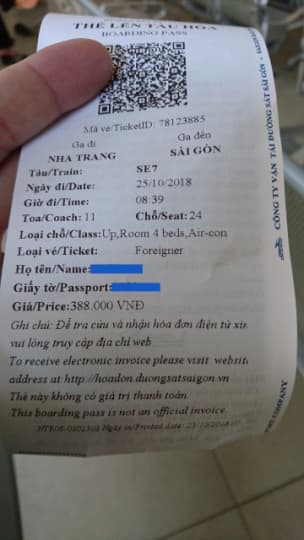 THẺ LÊN TÀU HỎA
BOARDING PASS
Mã vé/TicketID: 78123885
Ga đi Ga đến
NHA TRANG SÀI GÒN
Tàu/Train: SE7
Ngày đi/Date: 25/10/2018
Giờ đi/Time: 08:39
Toa/Coach: 11 Chỗ/Seat: 24
Loại chỗ/Class: Up,Room 4 beds,Air-con
Loại vé/Ticket: Foreigner
Họ tên/Name:
Giấy tờ/Passport:
Giá/Price: 388.000 VNĐ
Ghi chú: Để tra cứu và nhận hóa đơn điện tử xin
vui lòng truy cập địa chỉ web
To receive electronic invoice please visit website
address at:http://hoadon.duongsatsaigon.vn
Thẻ này không có giá trị thanh toán
This boarding pass is not an official invoice.
Ngày in/Printed date:
CÔNG TY VẬN TẢI ĐƯỜNG SẮT SÀI GÒN
COMPANY